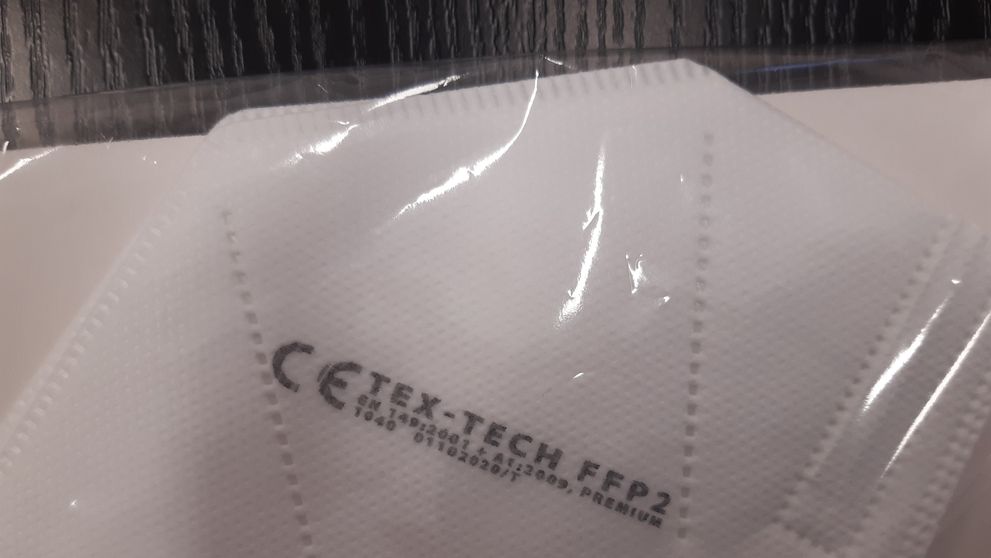 CE TEX-TECH FFP2
EN 149:2001 + A1:2009, PREMIUM
1040 01102020/T